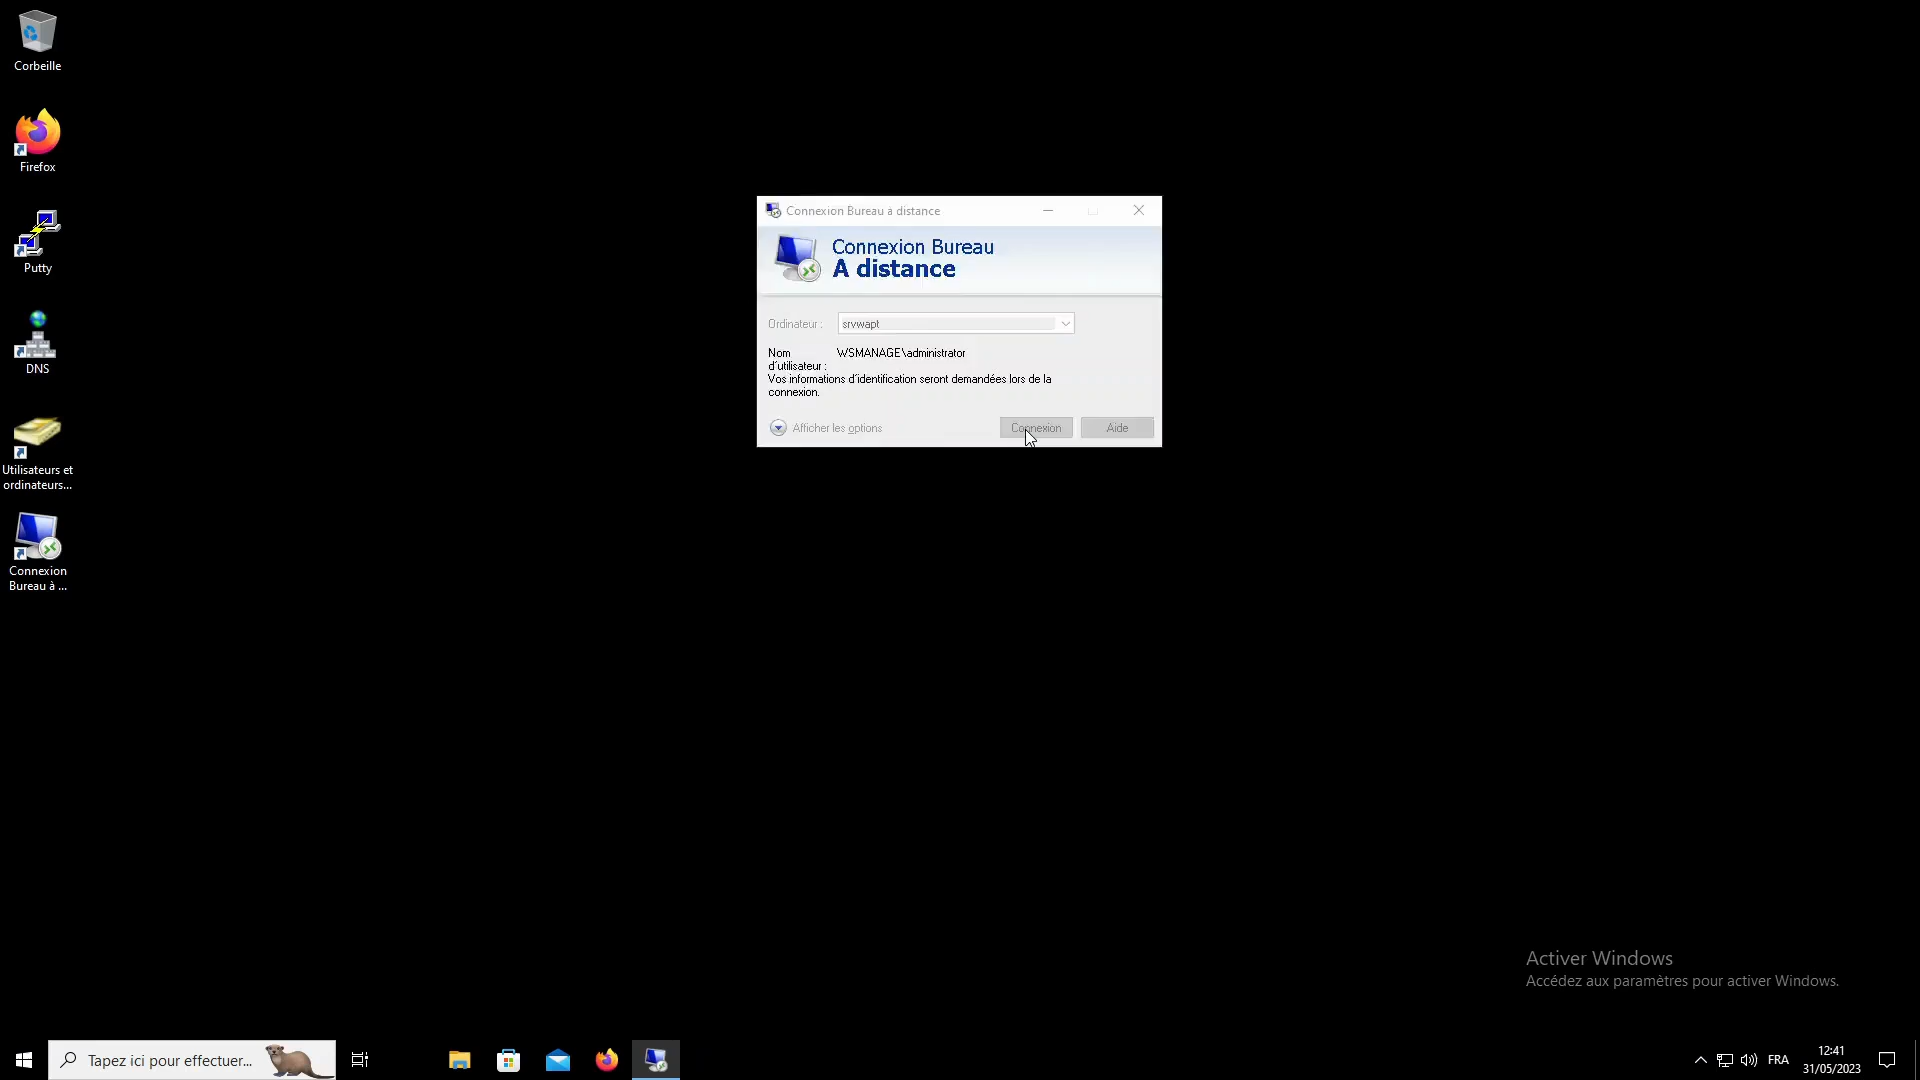 Corbeille
Firefox
Putty
DNS
Utilisateurs et
ordinateurs...
Connexion
Bureau à ...
Connexion Bureau à distance
Connexion Bureau
A distance
Ordinateur :
srvwapt
Nom
d'utilisateur :
WSMANAGE\administrator
Vos informations d'identification seront demandées lors de la
connexion.
Afficher les options
Connexion
Aide
Activer Windows
Accédez aux paramètres pour activer Windows.
Tapez ici pour effectuer...
FRA
12:41
31/05/2023